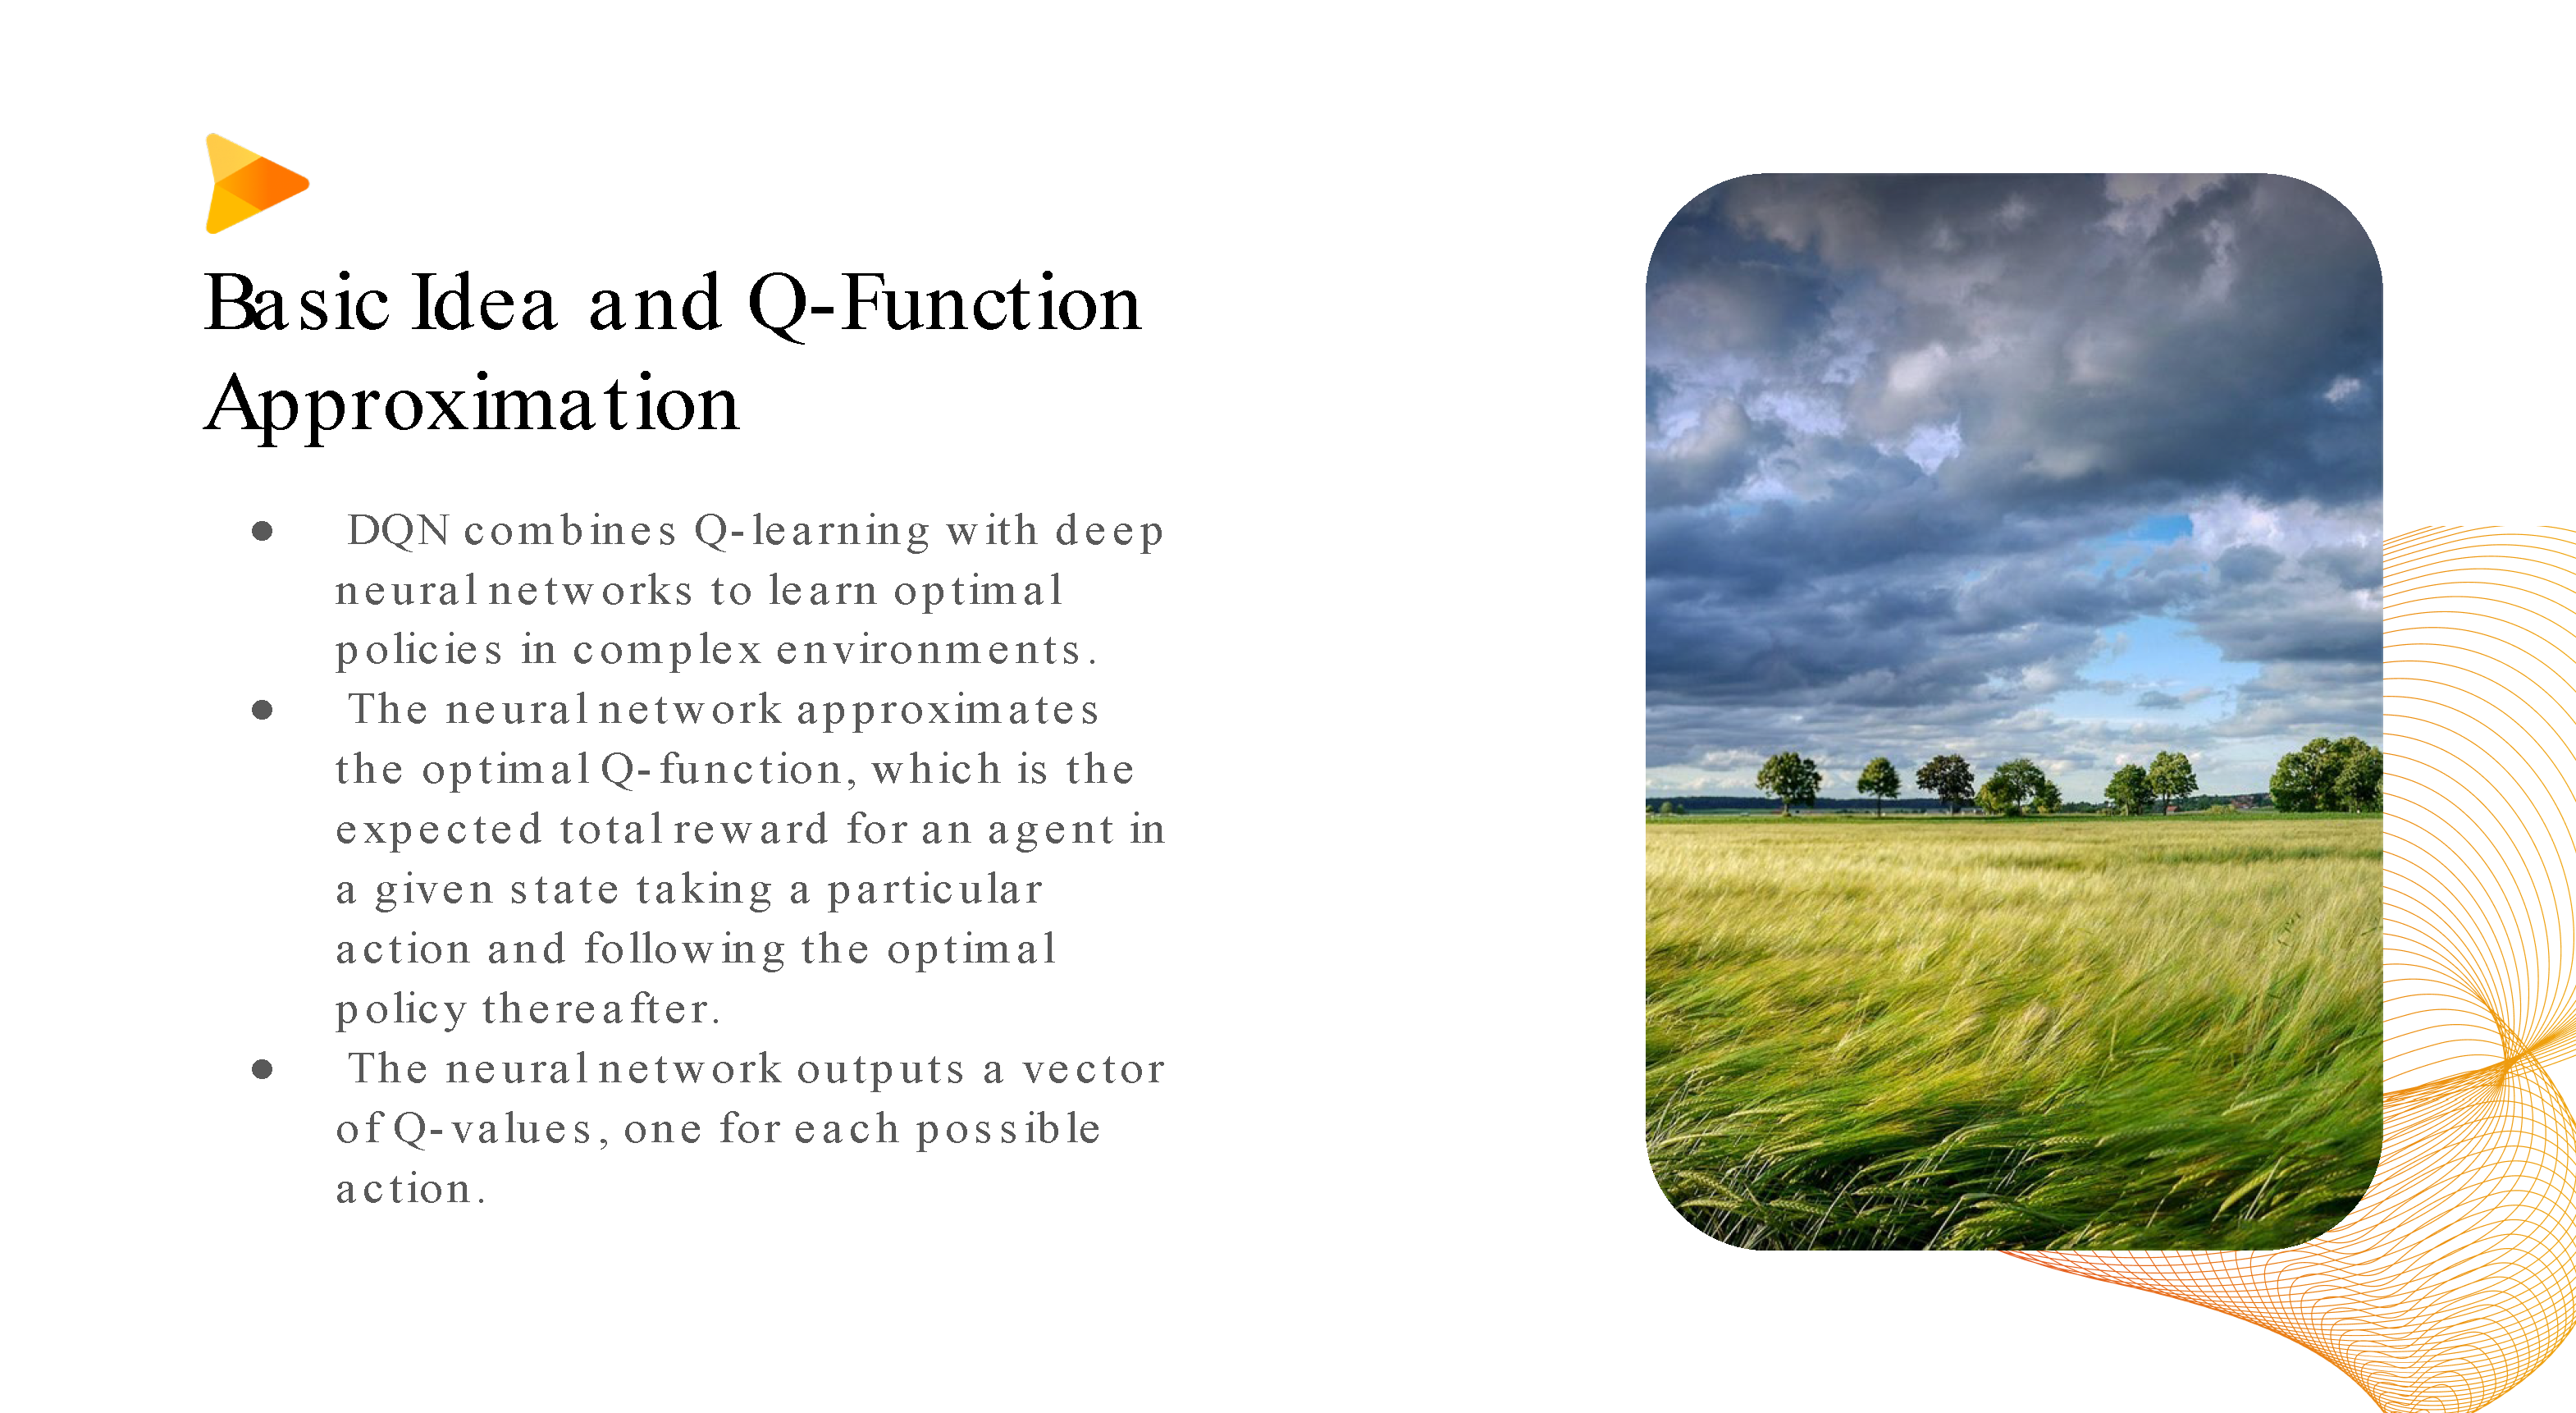 Basic Idea and Q-Function
Approximation
● DQN combines Q-learning with deep
neural networks to learn optimal
policies in complex environments.
● The neural network approximates
the optimal Q-function, which is the
expected total reward for an agent in
a given state taking a particular
action and following the optimal
policy thereafter.
● The neural network outputs a vector
of Q-values, one for each possible
action.